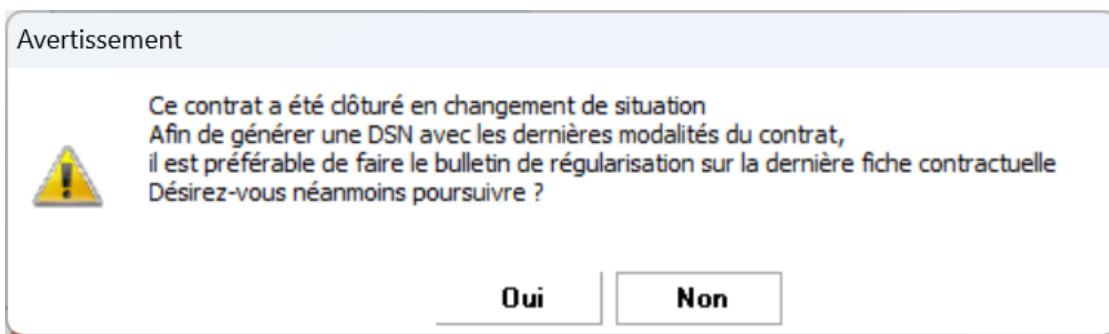 Avertissement
Ce contrat a été clôturé en changement de situation
Afin de générer une DSN avec les dernières modalités du contrat,
il est préférable de faire le bulletin de régularisation sur la dernière fiche contractuelle
Désirez-vous néanmoins poursuivre ?
Oui
Non